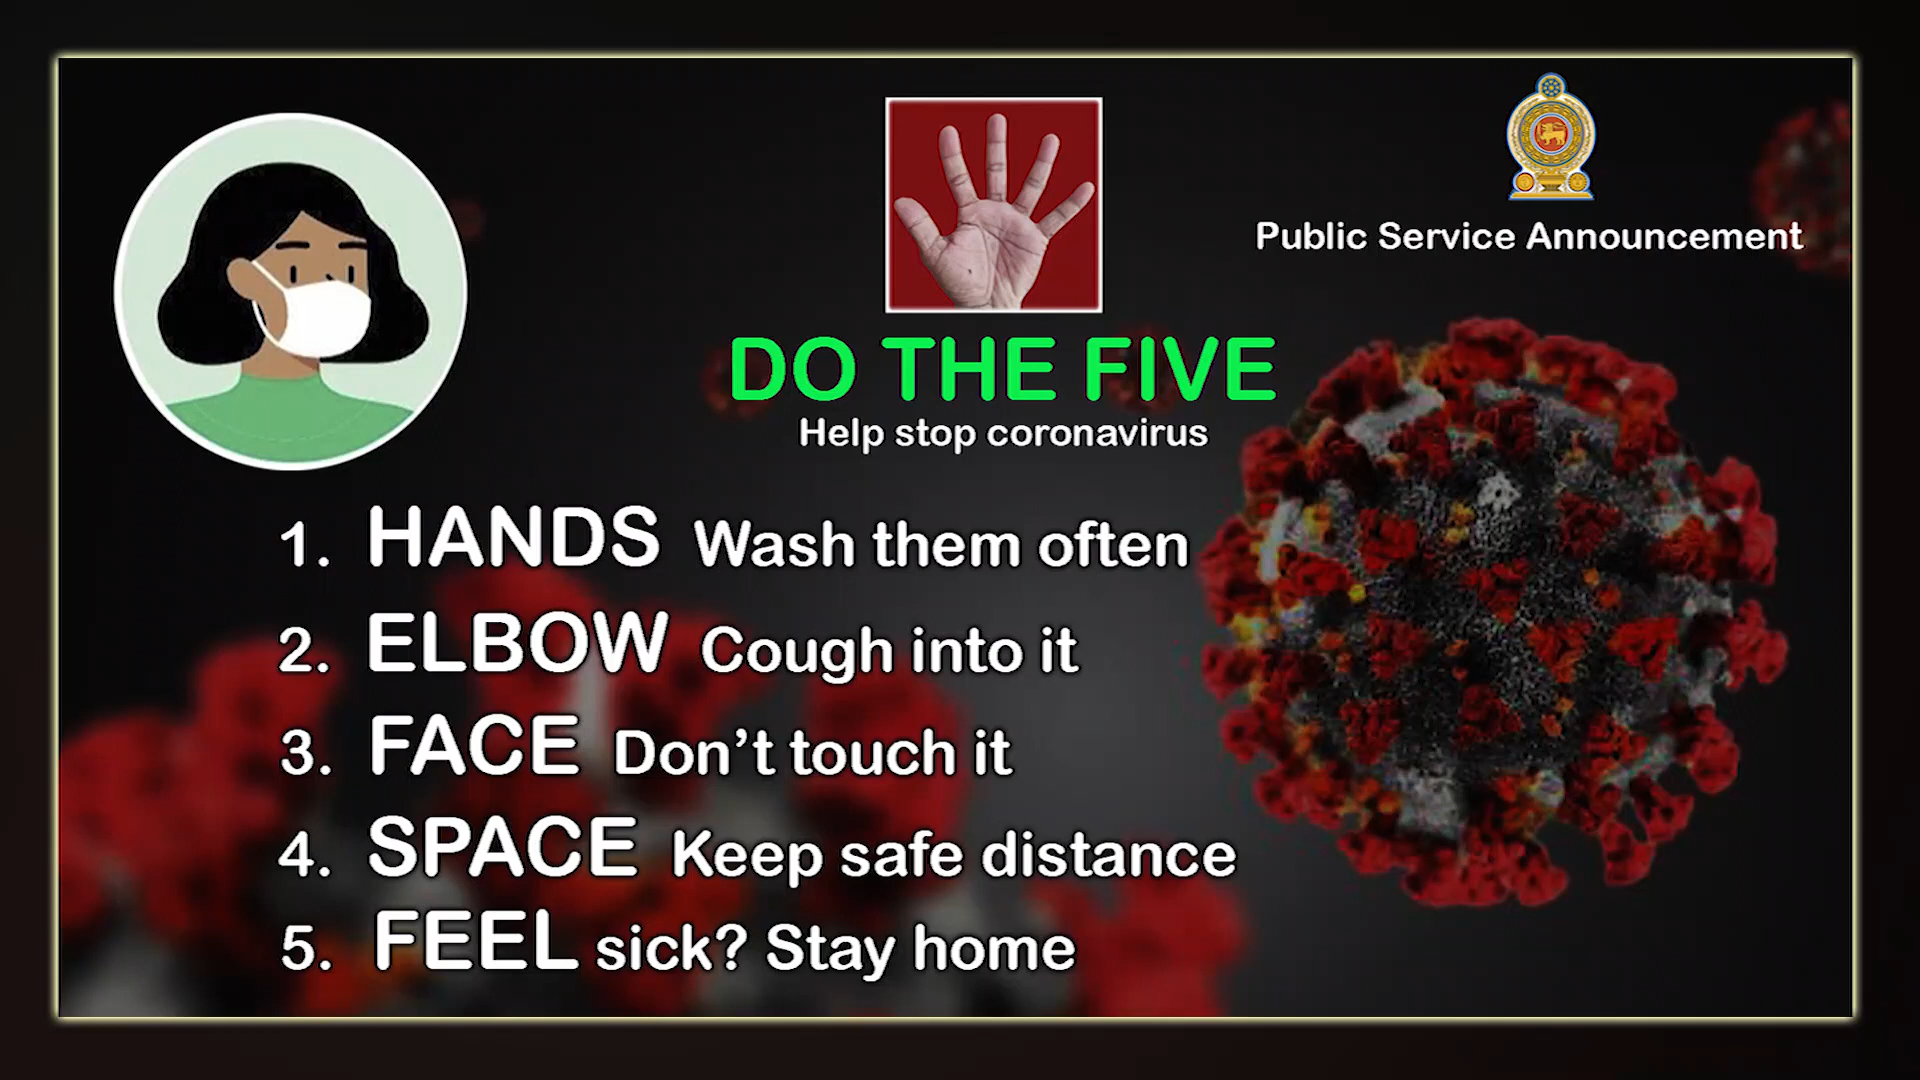 Public Service Announcement
DO THE FIVE
Help stop coronavirus
1. HANDS Wash them often
2. ELBOW Cough into it
3. FACE Don’t touch it
4. SPACE Keep safe distance
5. FEEL sick? Stay home